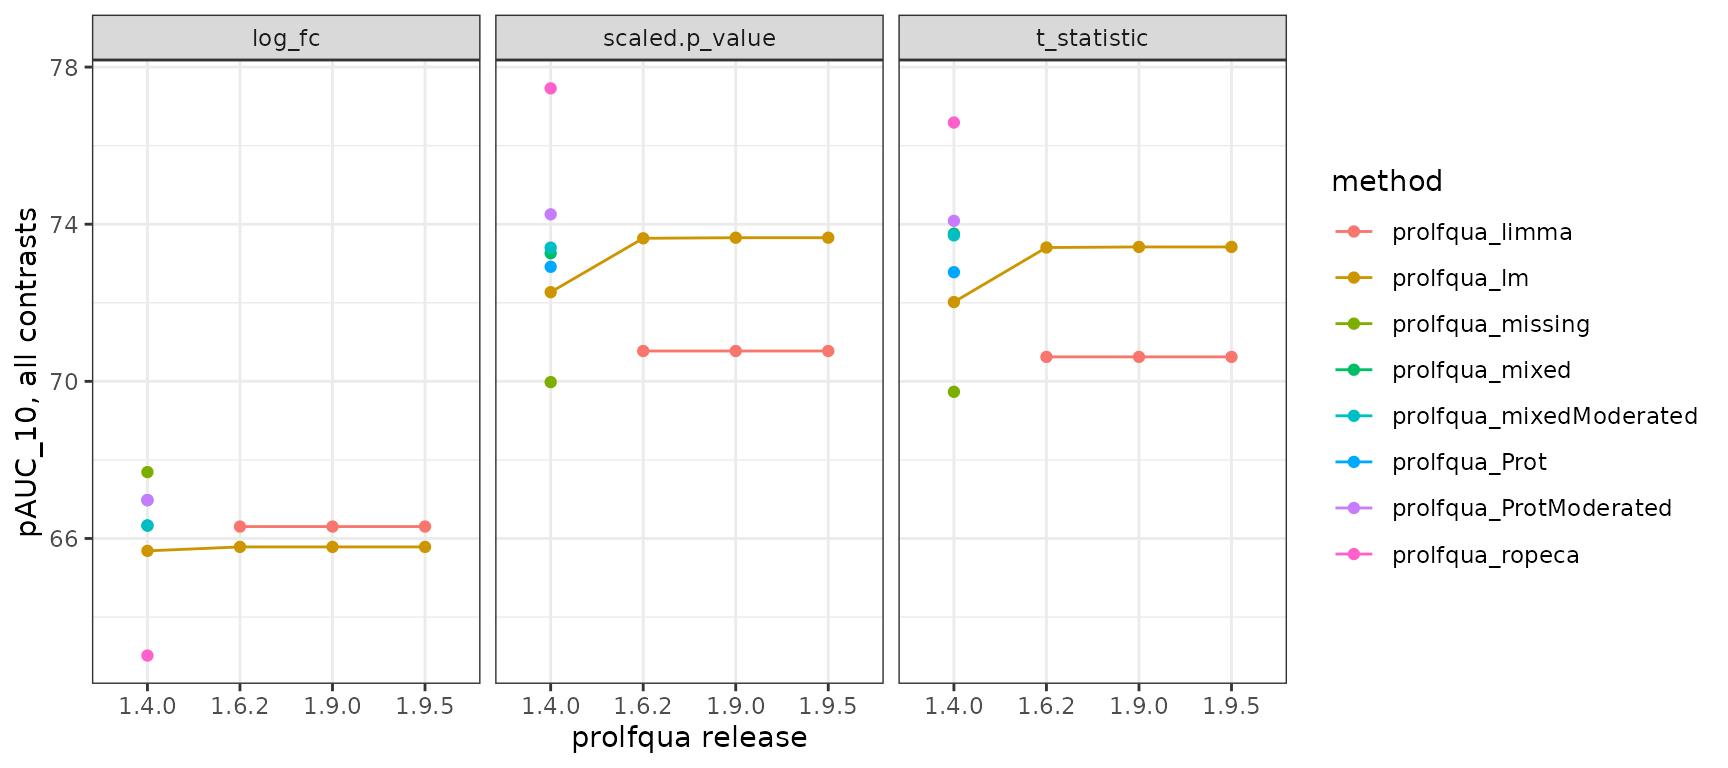 log_fc
scaled.p_value
t_statistic
78
74
70
66
pAUC_10, all contrasts
1.4.0 1.6.2 1.9.0 1.9.5
1.4.0 1.6.2 1.9.0 1.9.5
1.4.0 1.6.2 1.9.0 1.9.5
prolfqua release
method
prolfqua_limma
prolfqua_lm
prolfqua_missing
prolfqua_mixed
prolfqua_mixedModerated
prolfqua_Prot
prolfqua_ProtModerated
prolfqua_ropeca